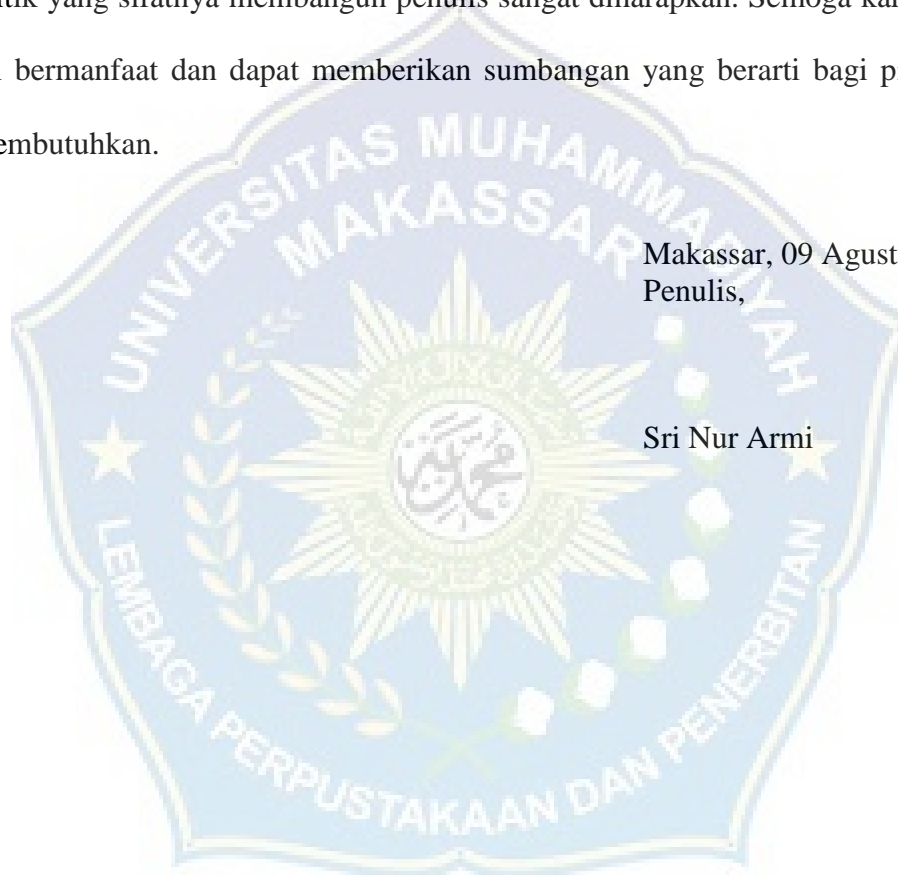 tik yang sifatnya membangun penulis sangat diharapkan. Semoga kar
bermanfaat dan dapat memberikan sumbangan yang berarti bagi
embutuhkan.
UNIVERSITAS MUHAMMADIYAH
MAKASSAR
Makassar, 09 Agust
Penulis,
Sri Nur Armi
LEMBAGA PERPUSTAKAAN DAN PENERBITAN